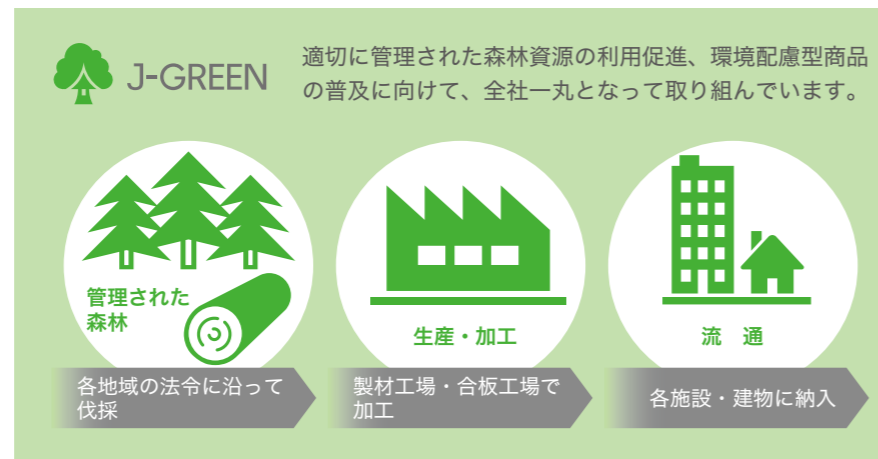 J-GREEN
適切に管理された森林資源の利用促進、環境配慮型商品
の普及に向けて、全社一丸となって取り組んでいます。
管理された
森林
生産・加工
流　通
各地域の法令に沿って
伐採
製材工場・合板工場で
加工
各施設・建物に納入